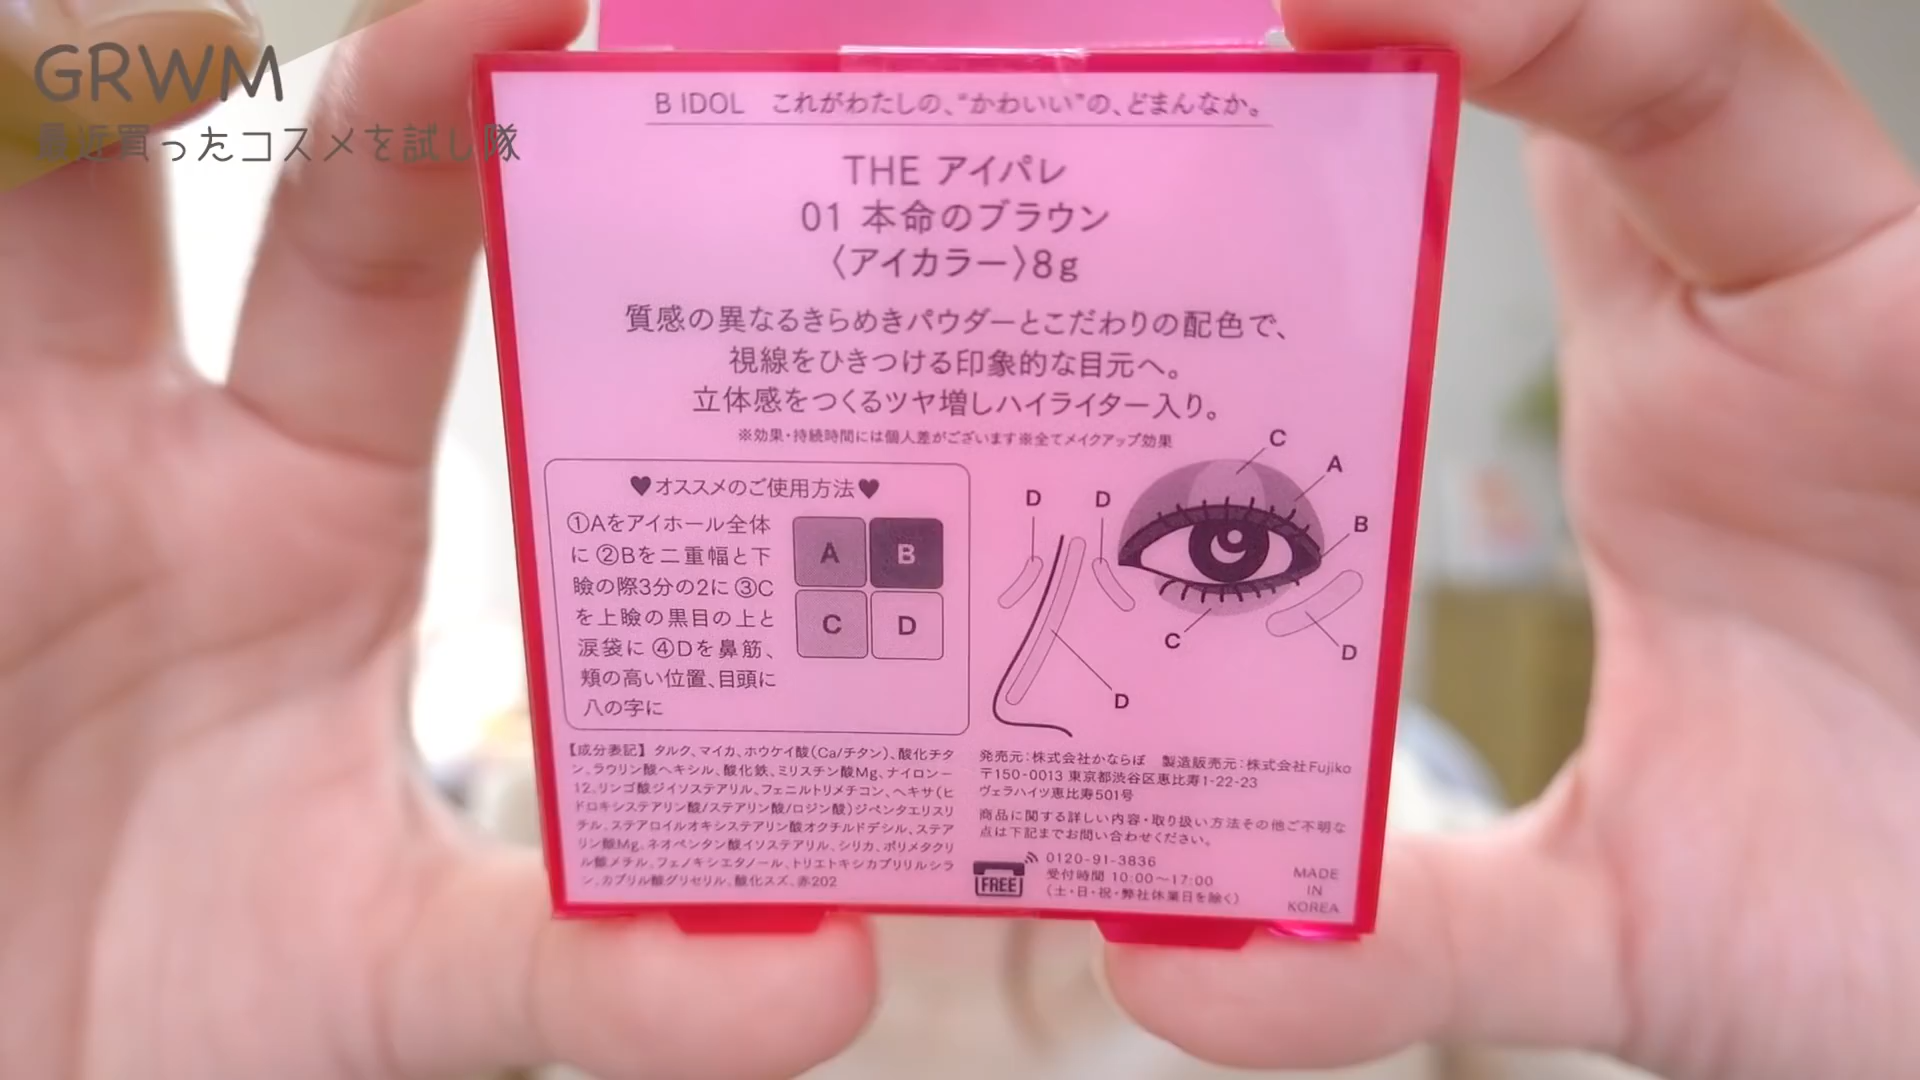 GRWM
最近買ったコスメを試し隊
B IDOL これがわたしの、“かわいい”の、どまんなか。
THE アイパレ
01 本命のブラウン
〈アイカラー〉8g
質感の異なるきらめきパウダーとこだわりの配色で、
視線をひきつける印象的な目元へ。
立体感をつくるツヤ増しハイライター入り。
※効果・持続時間には個人差がございます※全てメイクアップ効果
♥オススメのご使用方法♥
①Aをアイホール全体
に ②Bを二重幅と下
瞼の際3分の2に ③C
を上瞼の黒目の上と
涙袋に ④Dを鼻筋、
頬の高い位置、目頭に
八の字に
A B
C D
D D C A B
C D
D
【成分表記】タルク、マイカ、ホウケイ酸(Ca/チタン)、酸化チタ
ン、ラウリン酸ヘキシル、酸化鉄、ミリスチン酸Mg、ナイロン－
12、リンゴ酸ジイソステアリル、フェニルトリメチコン、ヘキサ(ヒ
ドロキシステアリン酸/ステアリン酸/ロジン酸)ジペンタエリスリ
チル、ステアロイルオキシステアリン酸オクチルドデシル、ステア
リン酸Mg、ネオペンタン酸イソステアリル、シリカ、ポリメタクリ
ル酸メチル、フェノキシエタノール、トリエトキシカプリリルシラ
ン、カプリル酸グリセリル、酸化スズ、赤202
発売元：株式会社かならぼ 製造販売元：株式会社Fujiko
〒150-0013 東京都渋谷区恵比寿1-22-23
ヴェラハイツ恵比寿501号
商品に関する詳しい内容・取り扱い方法その他ご不明な
点は下記までお問い合わせください。
FREE
0120-91-3836
受付時間 10:00～17:00
(土・日・祝・弊社休業日を除く)
MADE
IN
KOREA